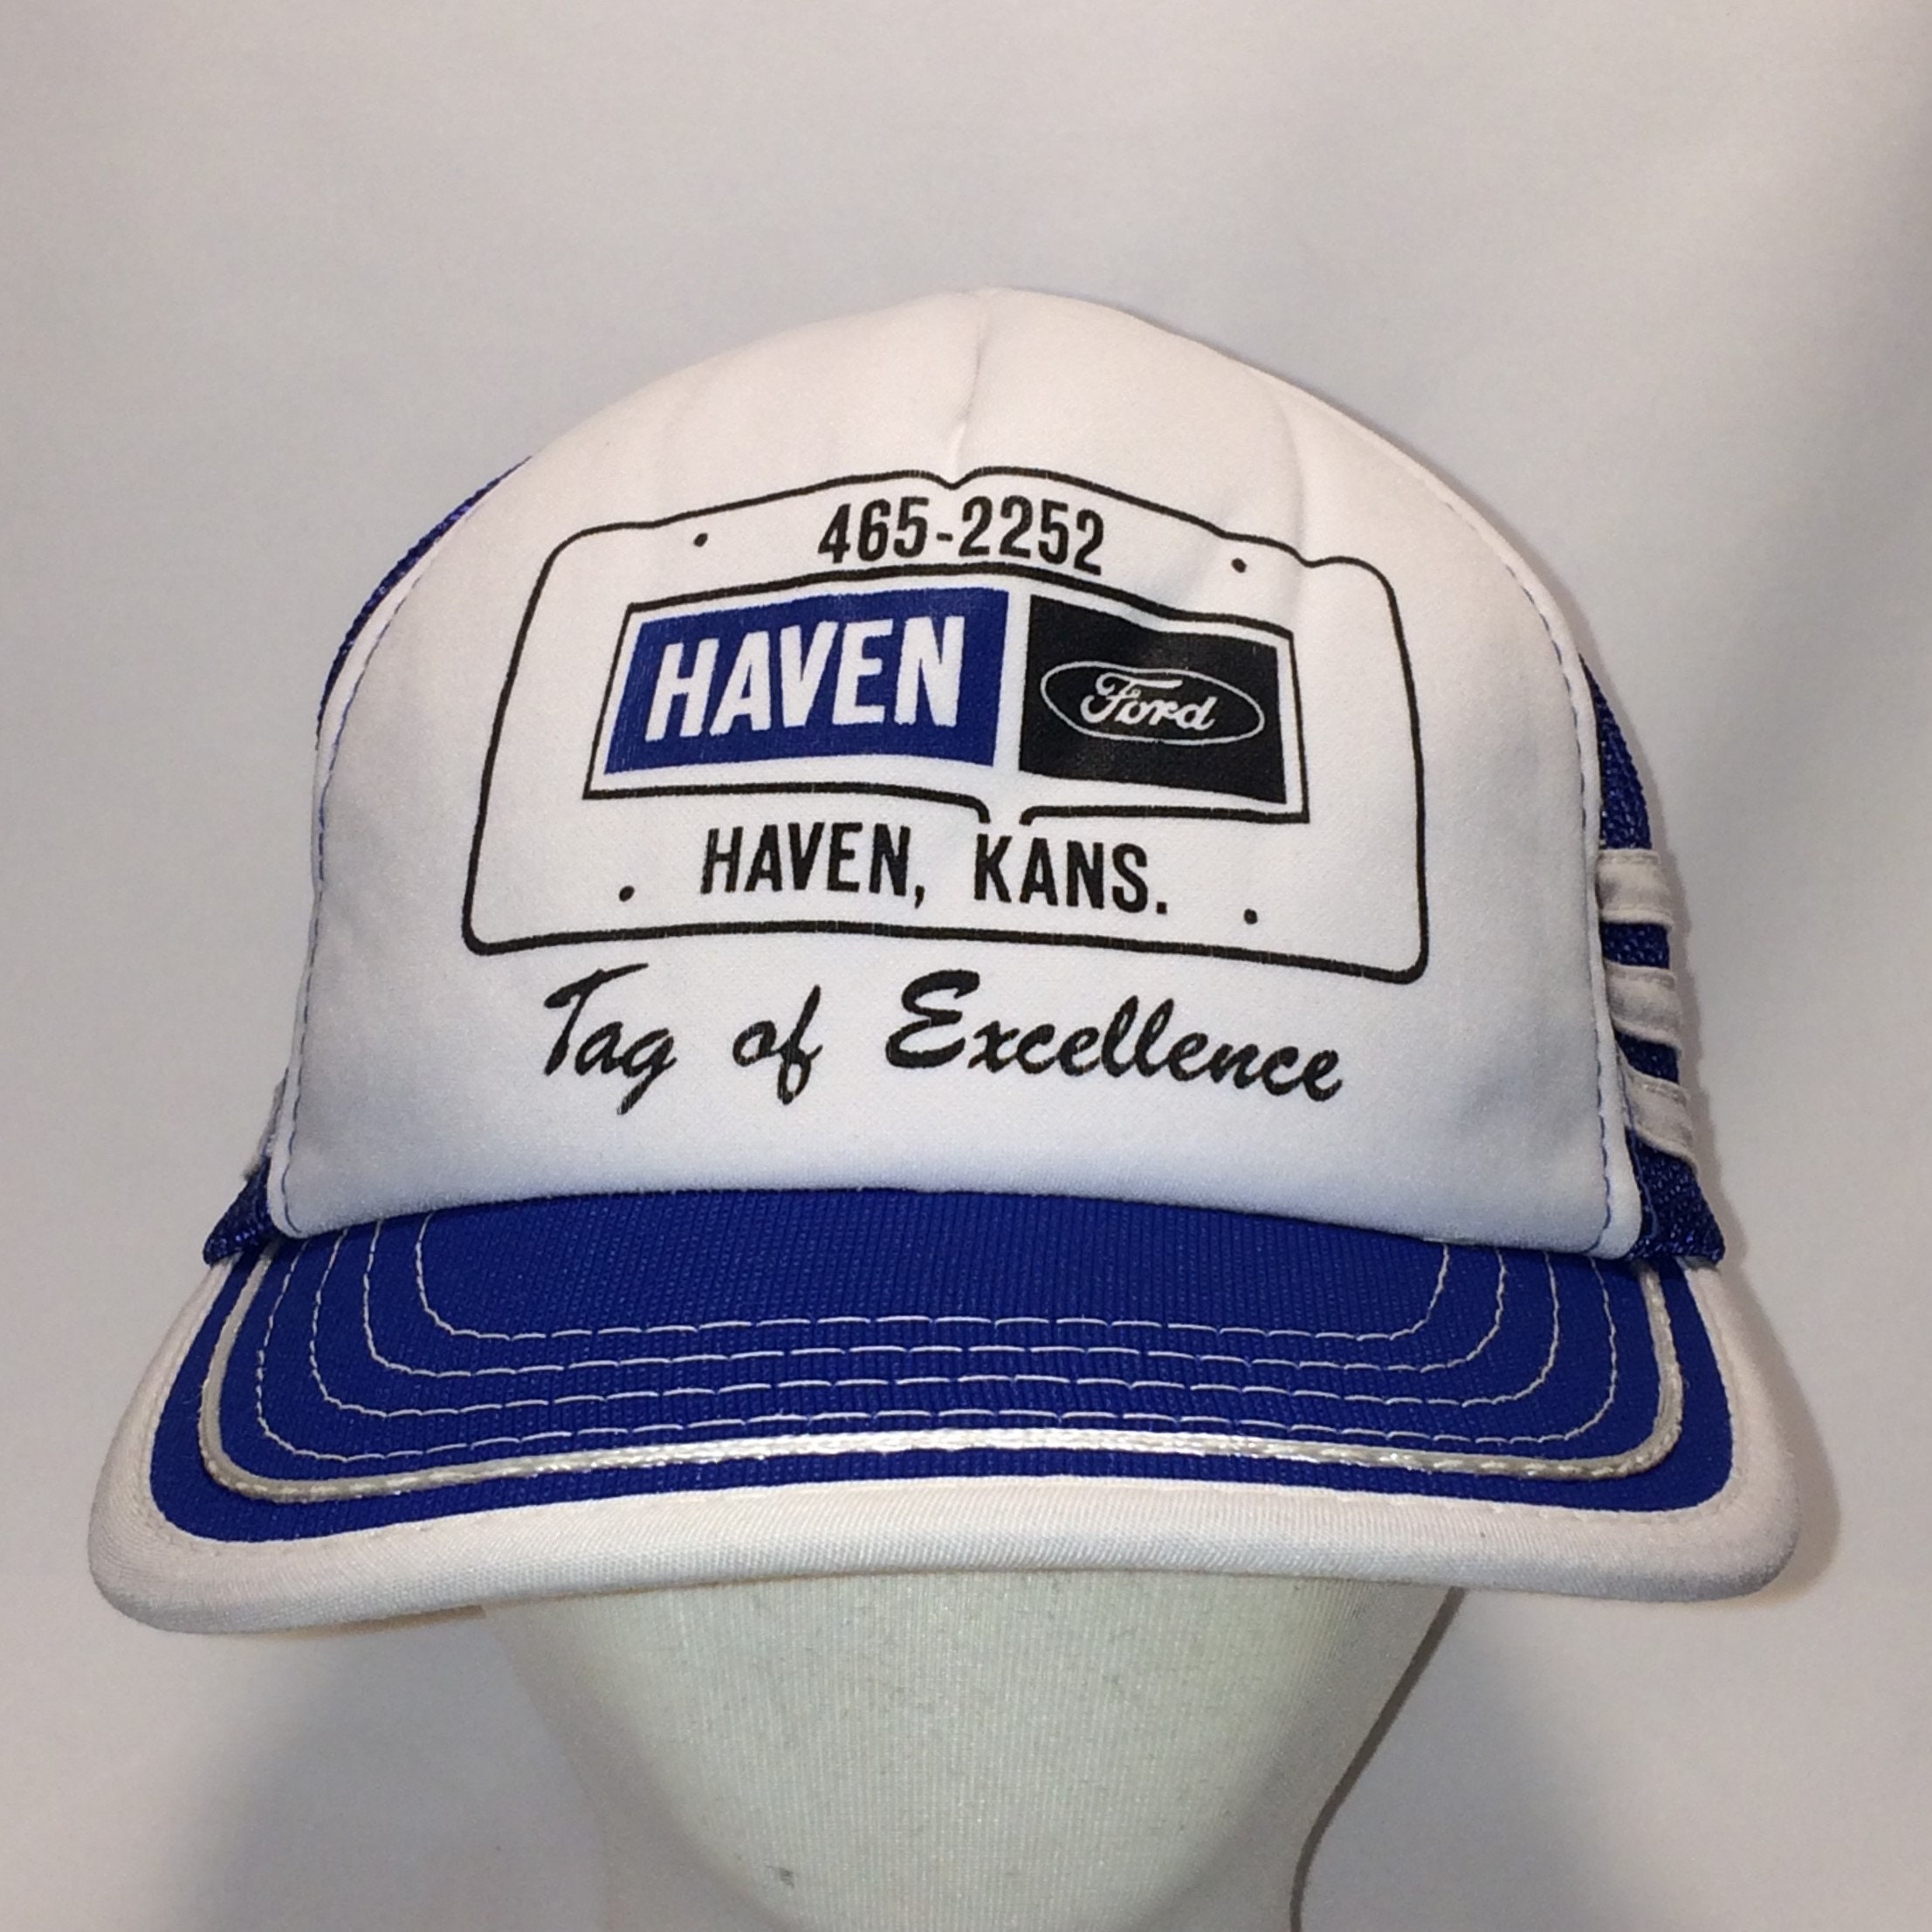 465-2252
HAVEN Ford
HAVEN, KANS.
Tag of Excellence